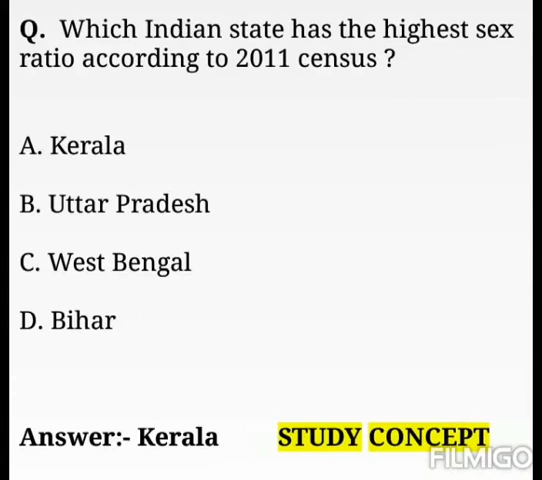 Q. Which Indian state has the highest sex
ratio according to 2011 census ?
A. Kerala
B. Uttar Pradesh
C. West Bengal
D. Bihar
Answer:- Kerala STUDY CONCEPT
FILMIGO